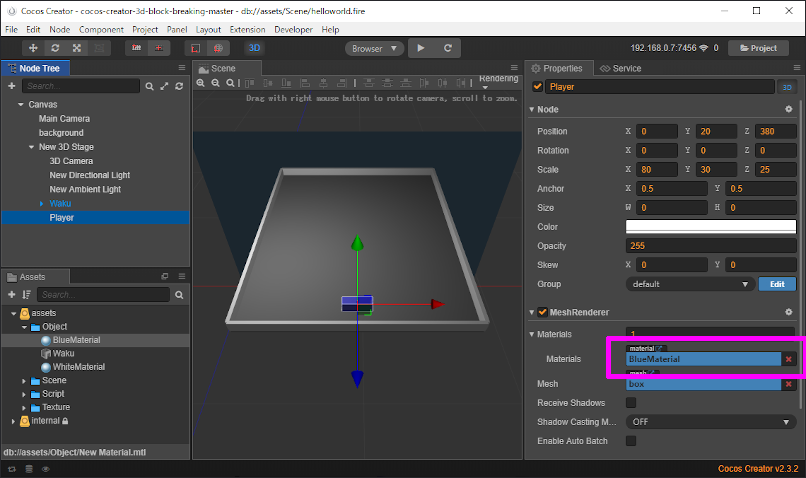 Cocos Creator - cocos-creator-3d-block-breaking-master - db://assets/Scene/helloworld.fire
File Edit Node Component Project Panel Layout Extension Developer Help
3D
Browser
192.168.0.7:7456
0
Project
Node Tree
Search...
Canvas
Main Camera
background
New 3D Stage
3D Camera
New Directional Light
New Ambient Light
Waku
Player
Assets
Search...
assets
Object
BlueMaterial
Waku
WhiteMaterial
Scene
Script
Texture
internal
db://assets/Object/New Material.mtl
Scene
Rendering
Drag with right mouse button to rotate camera, scroll to zoom.
Properties
Service
Player
3D
Node
Position X 0 Y 20 Z 380
Rotation X 0 Y 0 Z 0
Scale X 80 Y 30 Z 25
Anchor X 0.5 Y 0.5
Size W 0 H 0
Color
Opacity 255
Skew X 0 Y 0
Group default Edit
MeshRenderer
Materials 1
material
Materials BlueMaterial
mesh
Mesh box
Receive Shadows
Shadow Casting M... OFF
Enable Auto Batch
Cocos Creator v2.3.2